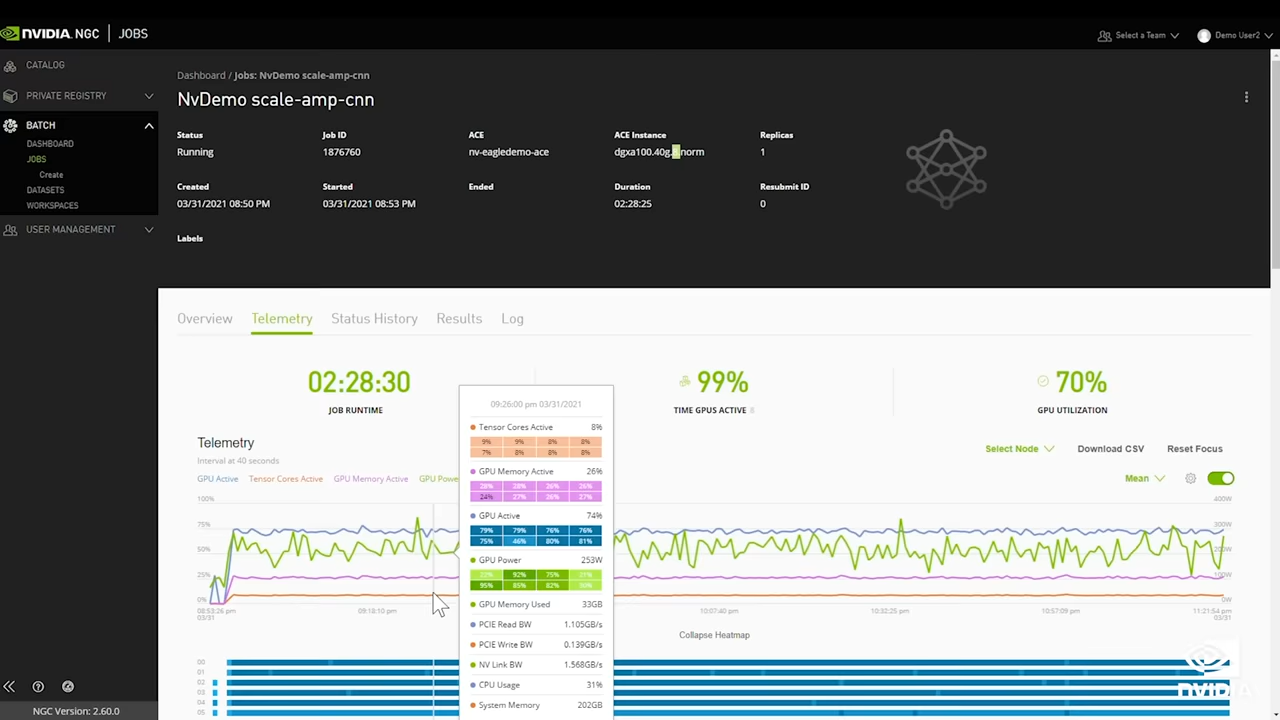 NVIDIA. NGC | JOBS
Select a Team
Demo User2
CATALOG
PRIVATE REGISTRY
BATCH
DASHBOARD
JOBS
Create
DATASETS
WORKSPACES
USER MANAGEMENT
NGC Version: 2.60.0
Dashboard / Jobs: NvDemo scale-amp-cnn
NvDemo scale-amp-cnn
Status Job ID ACE ACE Instance Replicas
Running 1876760 nv-eagledemo-ace dgxa100.40g.8.norm 1
Created Started Ended Duration Resubmit ID
03/31/2021 08:50 PM 03/31/2021 08:53 PM 02:28:25 0
Labels
Overview Telemetry Status History Results Log
02:28:30 99% 70%
JOB RUNTIME TIME GPUS ACTIVE GPU UTILIZATION
Telemetry
Interval at 40 seconds
Select Node Download CSV Reset Focus
GPU Active Tensor Cores Active GPU Memory Active GPU Powe
Mean
100% 400W
75% 300W
50% 200W
25% 100W
0% 0W
08:53:26 pm 09:18:10 pm 10:07:40 pm 10:32:25 pm 10:57:09 pm 11:21:54 pm
03/31 03/31
09:26:00 pm 03/31/2021
Tensor Cores Active 8%
9% 9% 8% 8%
7% 8% 8% 8%
GPU Memory Active 26%
28% 28% 26% 26%
24% 27% 26% 27%
GPU Active 74%
79% 79% 76% 76%
75% 46% 80% 81%
GPU Power 253W
92% 75%
95% 85% 82%
GPU Memory Used 33GB
PCIE Read BW 1.105GB/s
PCIE Write BW 0.139GB/s
NV Link BW 1.568GB/s
CPU Usage 31%
System Memory 202GB
Collapse Heatmap
00
01
02
03
04
05
NVIDIA